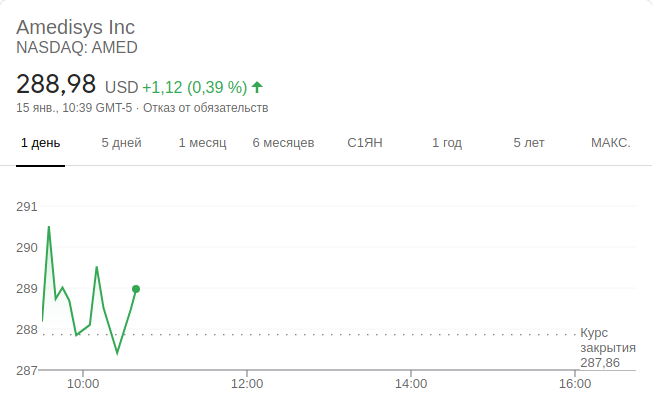 Amedisys Inc
NASDAQ: AMED
288,98 USD +1,12 (0,39 %)
15 янв., 10:39 GMT-5 · Отказ от обязательств
1 день 5 дней 1 месяц 6 месяцев С1ЯН 1 год 5 лет МАКС.
291
290
289
288
287
Курс
закрытия
287,86
10:00 12:00 14:00 16:00